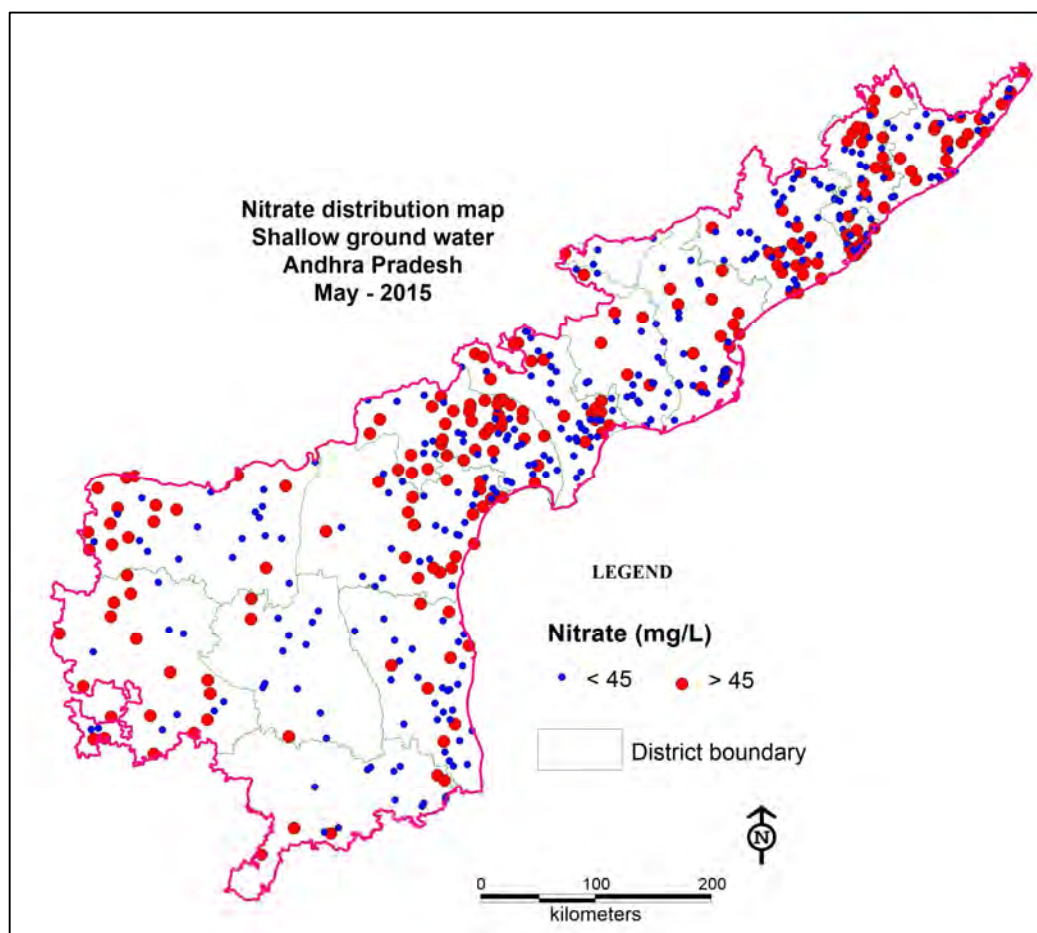 Nitrate distribution map
Shallow ground water
Andhra Pradesh
May - 2015
LEGEND
Nitrate (mg/L)
< 45 > 45
District boundary
N
0 100 200
kilometers